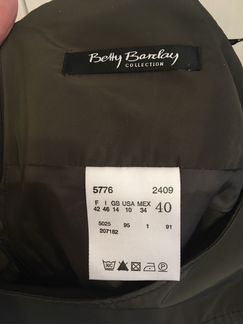 Betty Barclay
COLLECTION
5776 2409
F I GB USA MEX 40
42 46 14 10 34
5025 95 1 91
207182